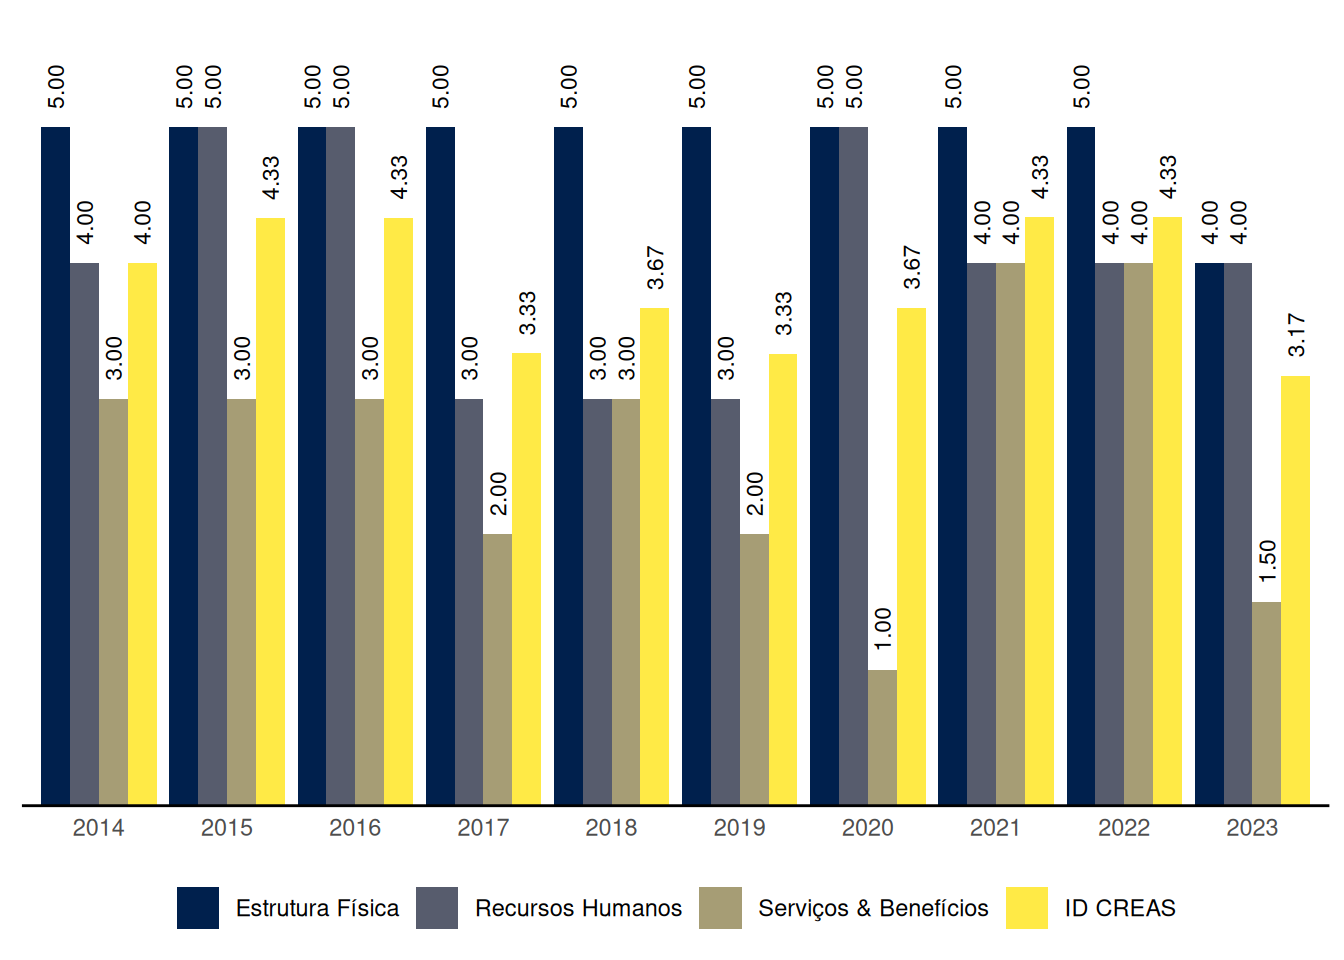 5.00 4.00 3.00 4.00
5.00 5.00 3.00 4.33
5.00 5.00 3.00 4.33
5.00 3.00 2.00 3.33
5.00 3.00 3.00 3.67
5.00 3.00 2.00 3.33
5.00 5.00 1.00 3.67
5.00 4.00 4.00 4.33
5.00 4.00 4.00 4.33
4.00 4.00 1.50 3.17
2014 2015 2016 2017 2018 2019 2020 2021 2022 2023
Estrutura Física Recursos Humanos Serviços & Benefícios ID CREAS